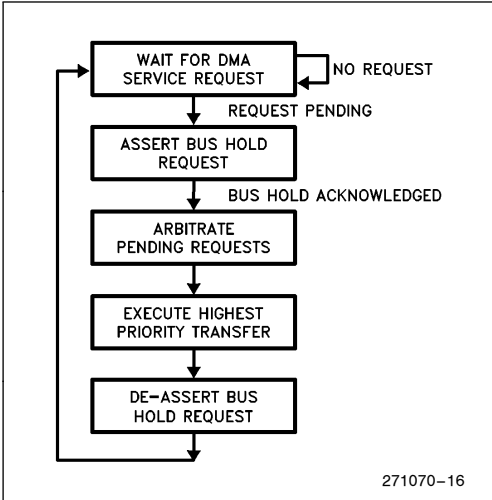 WAIT FOR DMA
SERVICE REQUEST
NO REQUEST
REQUEST PENDING
ASSERT BUS HOLD
REQUEST
BUS HOLD ACKNOWLEDGED
ARBITRATE
PENDING REQUESTS
EXECUTE HIGHEST
PRIORITY TRANSFER
DE-ASSERT BUS
HOLD REQUEST
271070-16